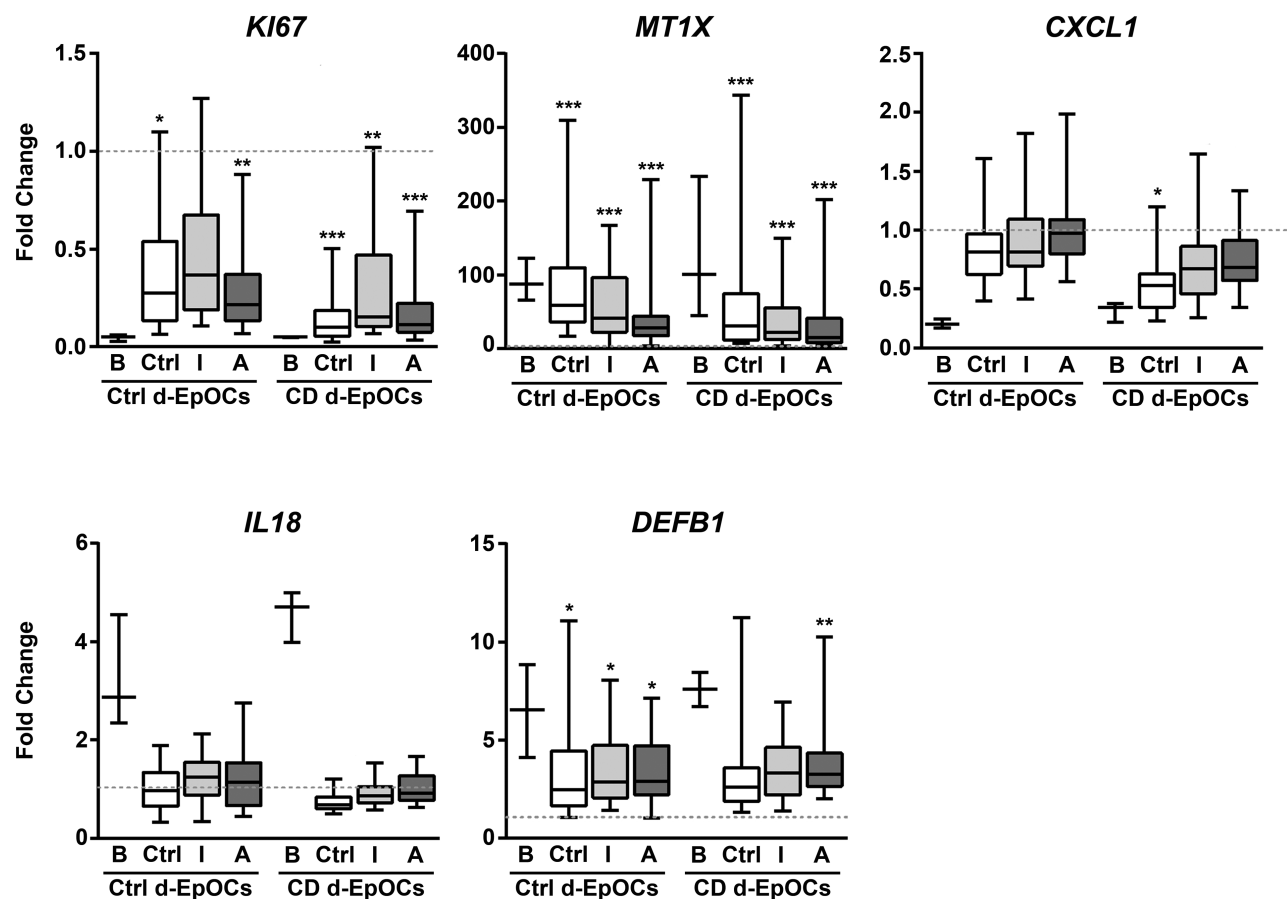 KI67
MT1X
CXCL1
Fold Change
1.5
1.0
0.5
0.0
*
**
***
**
***
B Ctrl I A B Ctrl I A
Ctrl d-EpOCs CD d-EpOCs
400
300
200
100
0
***
***
***
***
***
***
B Ctrl I A B Ctrl I A
Ctrl d-EpOCs CD d-EpOCs
2.5
2.0
1.5
1.0
0.5
0.0
*
B Ctrl I A B Ctrl I A
Ctrl d-EpOCs CD d-EpOCs
IL18
DEFB1
Fold Change
6
4
2
0
B Ctrl I A B Ctrl I A
Ctrl d-EpOCs CD d-EpOCs
15
10
5
0
*
*
*
**
B Ctrl I A B Ctrl I A
Ctrl d-EpOCs CD d-EpOCs